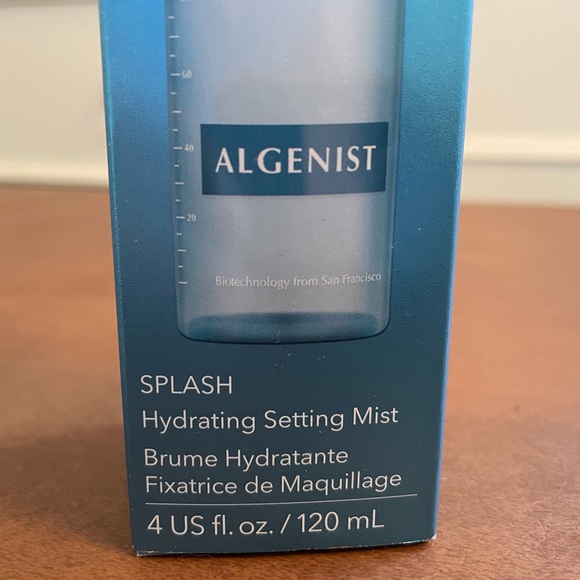 60
40
ALGENIST
20
Biotechnology from San Francisco
SPLASH
Hydrating Setting Mist
Brume Hydratante
Fixatrice de Maquillage
4 US fl. oz. / 120 mL